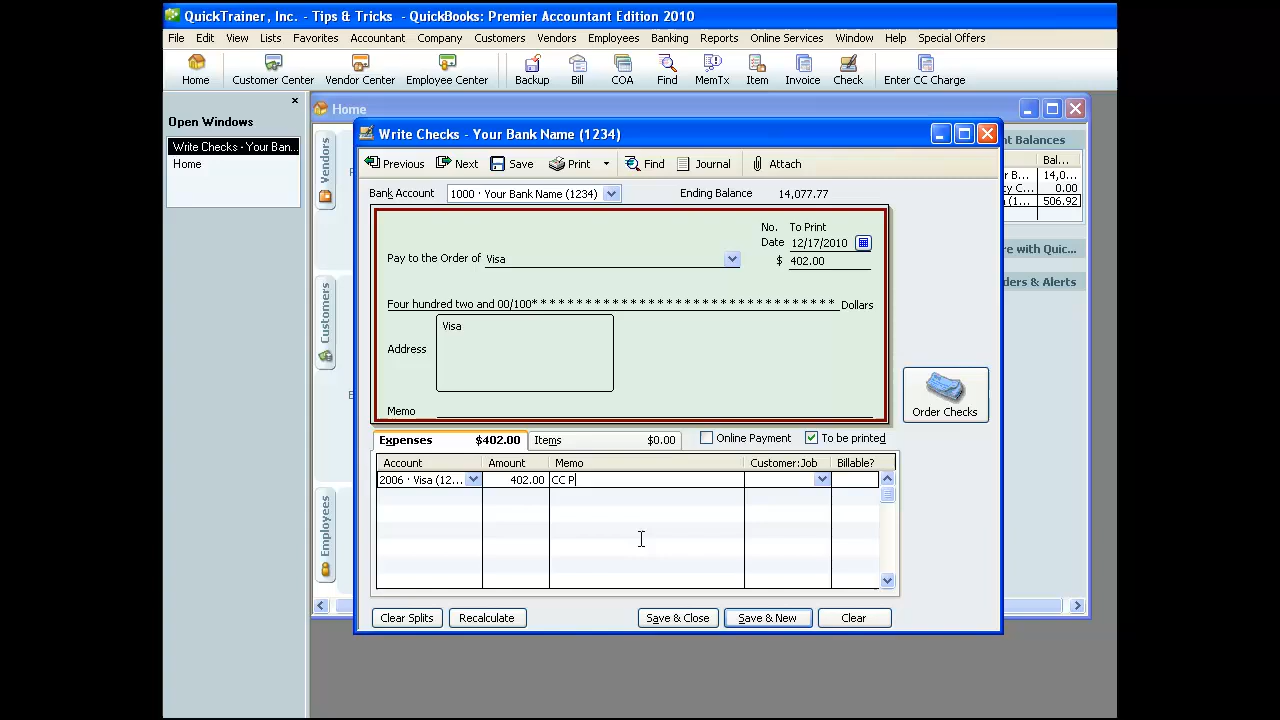 QuickTrainer, Inc. - Tips & Tricks - QuickBooks: Premier Accountant Edition 2010
File Edit View Lists Favorites Accountant Company Customers Vendors Employees Banking Reports Online Services Window Help Special Offers
Home Customer Center Vendor Center Employee Center Backup Bill COA Find MemTx Item Invoice Check Enter CC Charge
Open Windows
Write Checks - Your Ban...
Home
Home
Vendors
Customers
Employees
Write Checks - Your Bank Name (1234)
Previous Next Save Print Find Journal Attach
Bank Account 1000 · Your Bank Name (1234) Ending Balance 14,077.77
No. To Print
Date 12/17/2010
Pay to the Order of Visa $ 402.00
Four hundred two and 00/100* * * * * * * * * * * * * * * * * * * * * * * * * * * * * * * * * * Dollars
Visa
Address
Memo
Order Checks
Expenses $402.00 Items $0.00 Online Payment To be printed
Account Amount Memo Customer:Job Billable?
2006 · Visa (12... 402.00 CC P
Clear Splits Recalculate Save & Close Save & New Clear
nt Balances
Bal...
r B... 14,0...
cy C... 0.00
(1... 506.92
re with Quic...
ders & Alerts